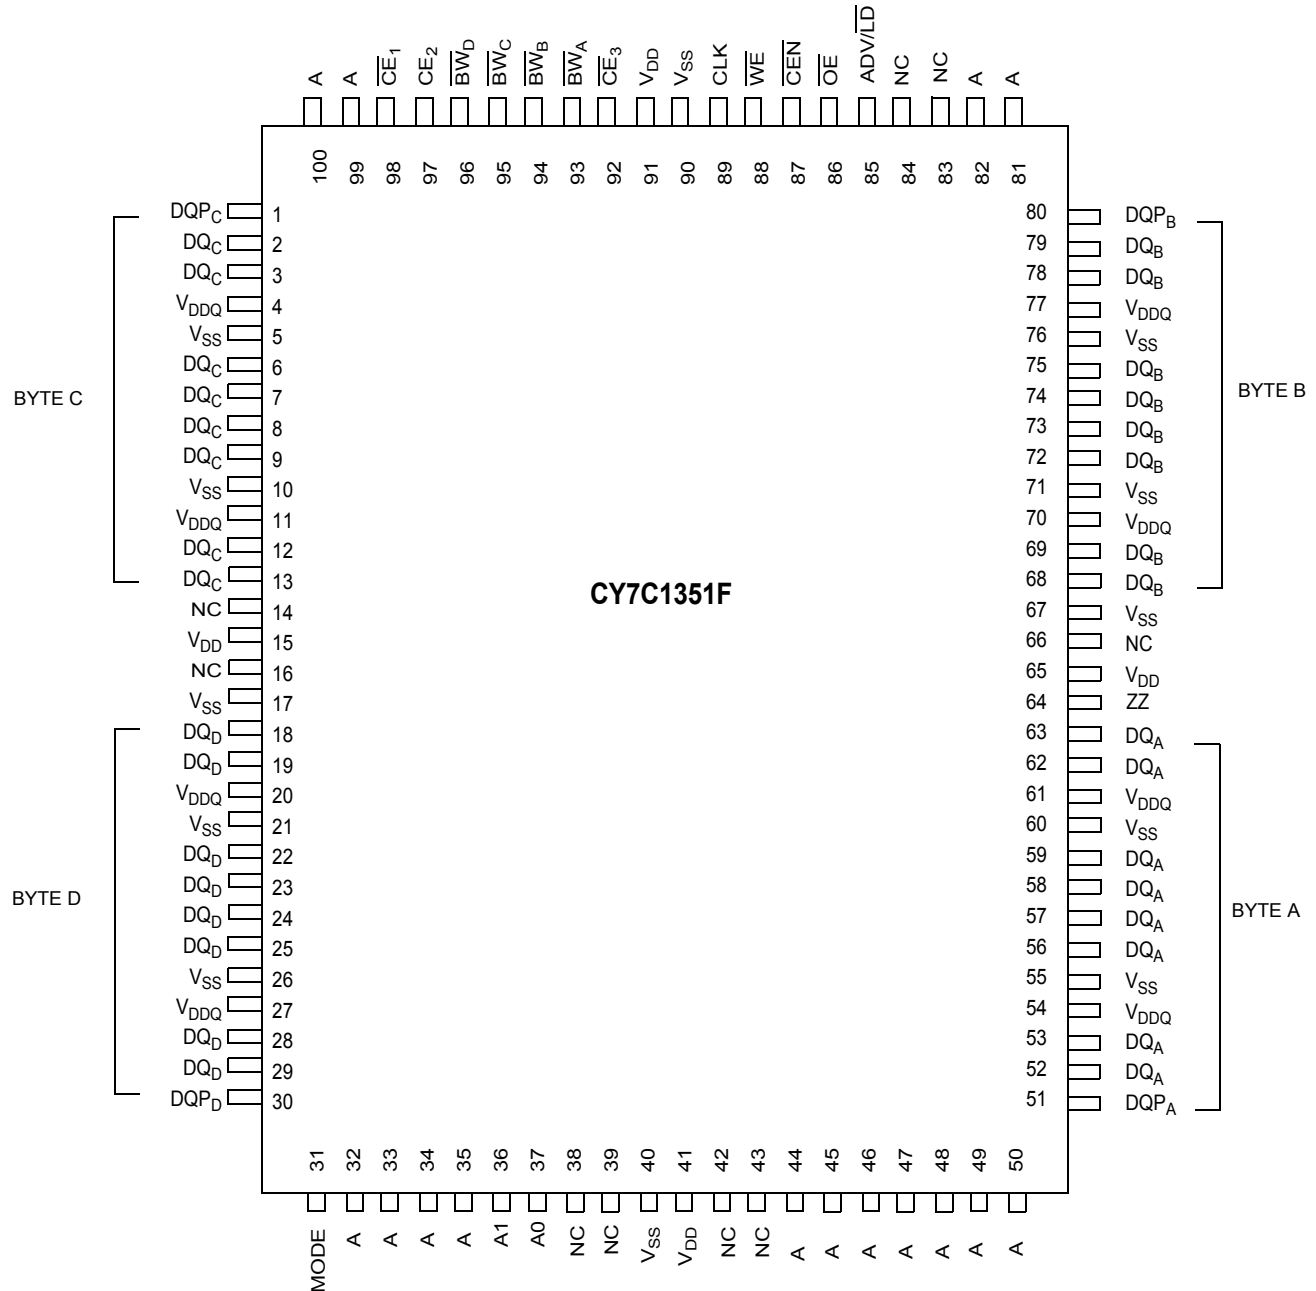 A A CE1 CE2 BWD BWC BWB BWA CE3 VDD VSS CLK WE CEN OE ADV/LD NC NC A A
100 99 98 97 96 95 94 93 92 91 90 89 88 87 86 85 84 83 82 81
DQPC 1 80 DQPB
DQC 2 79 DQB
DQC 3 78 DQB
VDDQ 4 77 VDDQ
VSS 5 76 VSS
DQC 6 75 DQB
DQC 7 74 DQB
BYTE C
BYTE B
DQC 8 73 DQB
DQC 9 72 DQB
VSS 10 71 VSS
VDDQ 11 70 VDDQ
DQC 12 69 DQB
DQC 13 68 DQB
CY7C1351F
NC 14 67 VSS
VDD 15 66 NC
NC 16 65 VDD
VSS 17 64 ZZ
DQD 18 63 DQA
DQD 19 62 DQA
VDDQ 20 61 VDDQ
VSS 21 60 VSS
DQD 22 59 DQA
DQD 23 58 DQA
BYTE D
BYTE A
DQD 24 57 DQA
DQD 25 56 DQA
VSS 26 55 VSS
VDDQ 27 54 VDDQ
DQD 28 53 DQA
DQD 29 52 DQA
DQPD 30 51 DQPA
31 32 33 34 35 36 37 38 39 40 41 42 43 44 45 46 47 48 49 50
MODE A A A A A1 A0 NC NC VSS VDD NC NC A A A A A A A